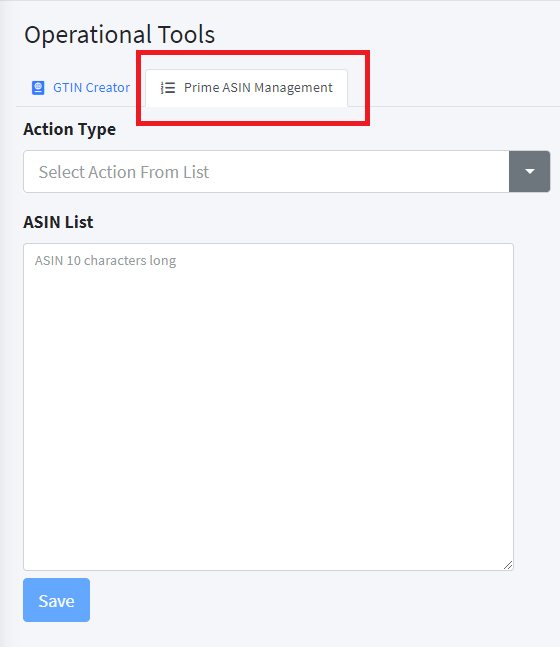 Operational Tools
GTIN Creator
Prime ASIN Management
Action Type
Select Action From List
ASIN List
ASIN 10 characters long
Save